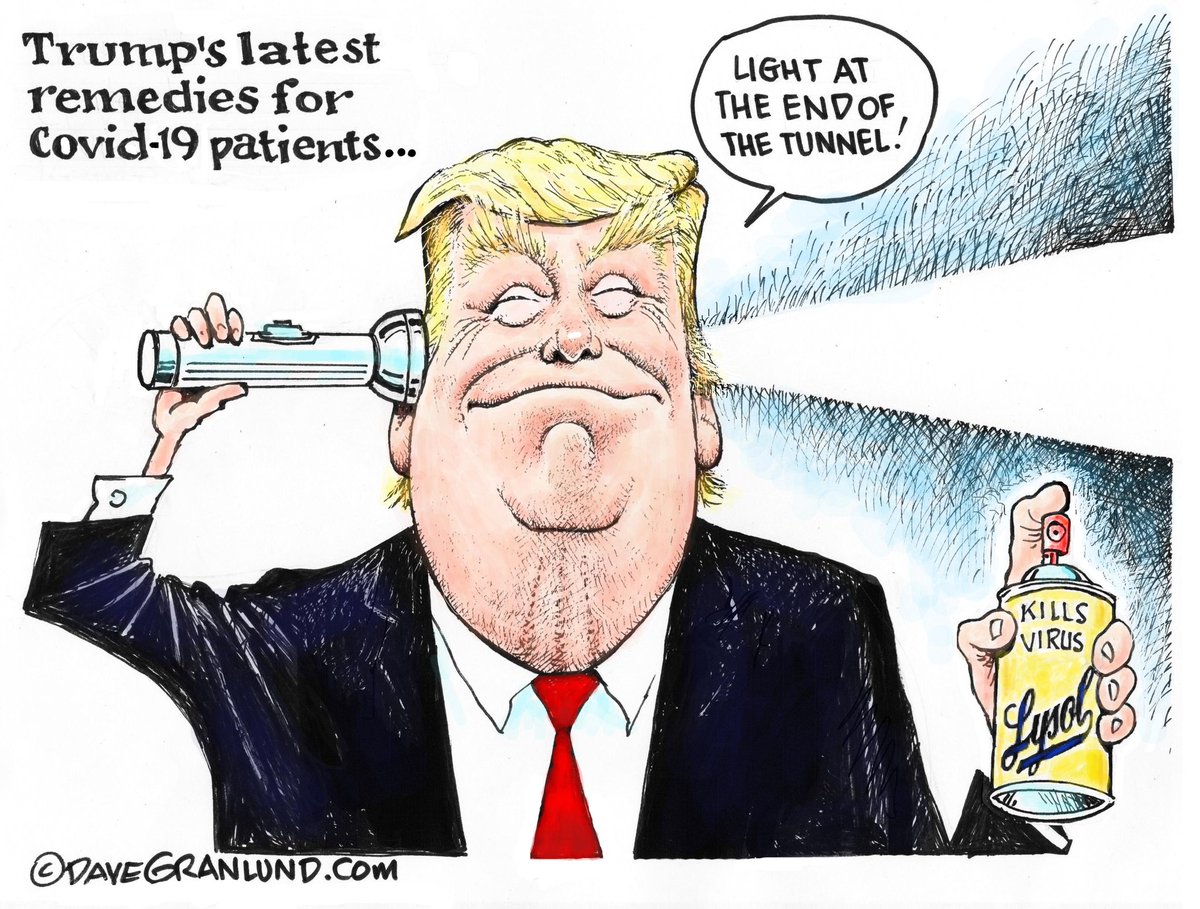 Trump's latest
remedies for
Covid-19 patients...
LIGHT AT
THE END OF
THE TUNNEL!
KILLS
VIRUS
Lysol
©DAVEGRANLUND.COM